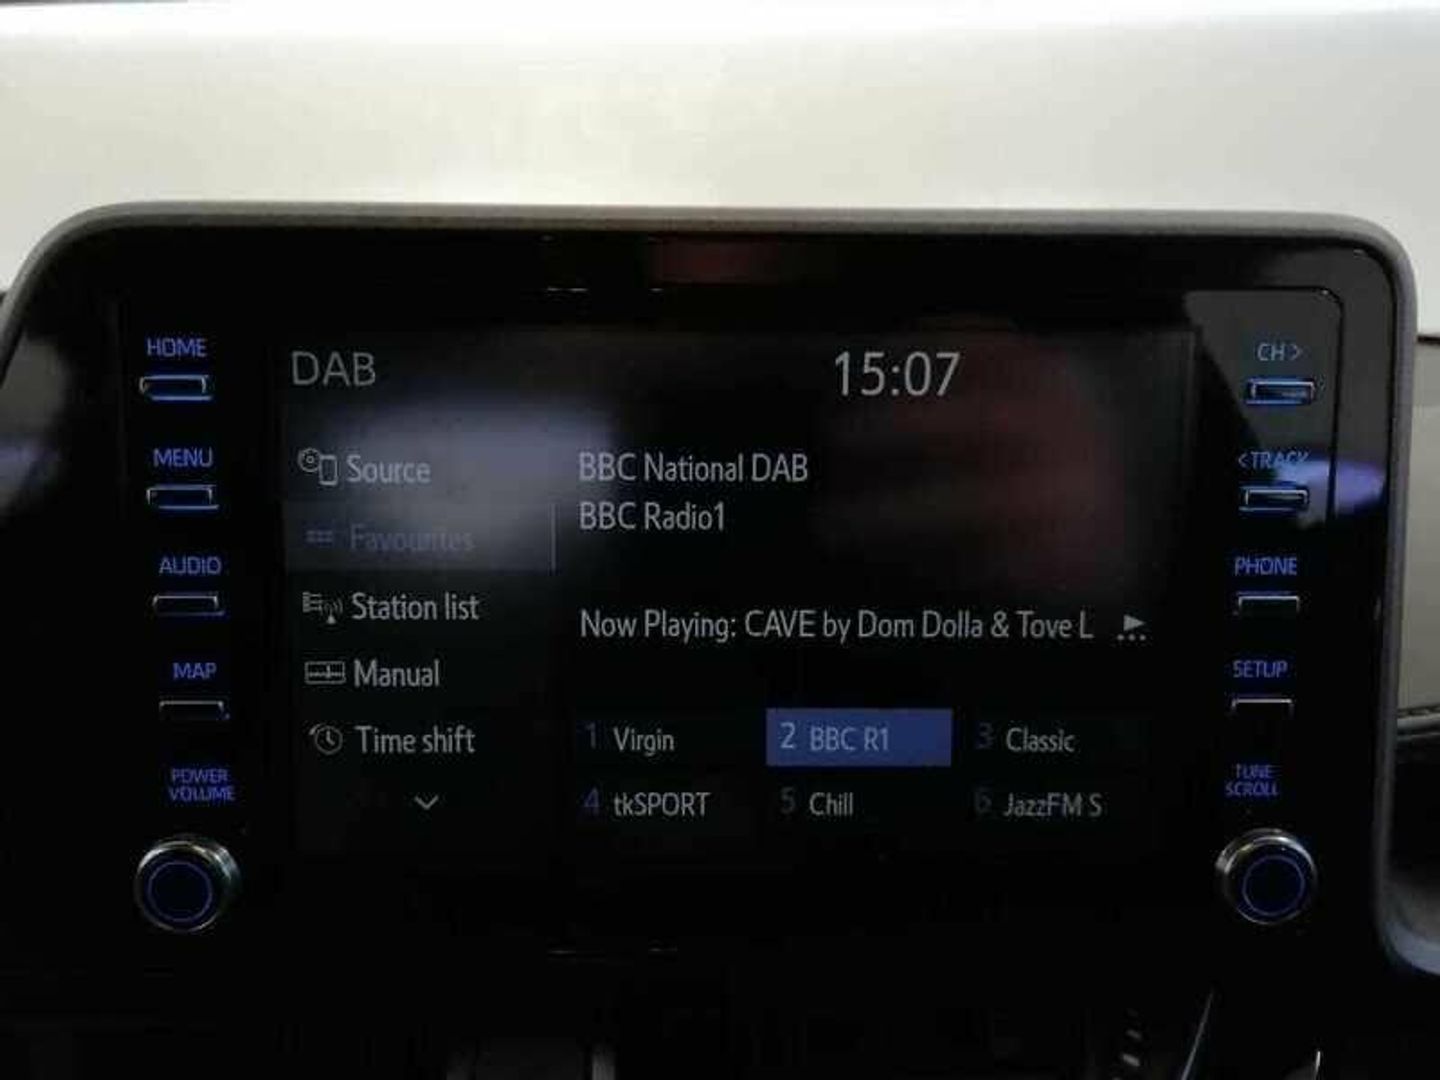 HOME
DAB
15:07
CH >
MENU
Source
BBC National DAB
< TRACK
Favourites
BBC Radio1
AUDIO
PHONE
Station list
Now Playing: CAVE by Dom Dolla & Tove L
MAP
Manual
SETUP
Time shift
1 Virgin
2 BBC R1
3 Classic
POWER
VOLUME
TUNE
SCROLL
4 tkSPORT
5 Chill
6 JazzFM S